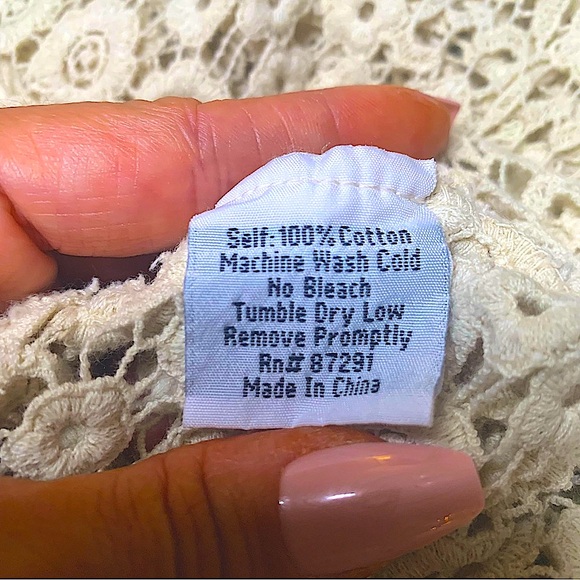 Self: 100% Cotton
Machine Wash Cold
No Bleach
Tumble Dry Low
Remove Promptly
Rn# 87291
Made In China